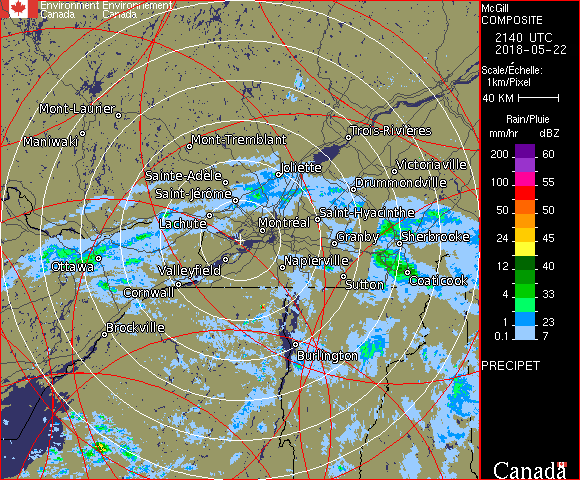 Environment Environnement
Canada Canada
McGill
COMPOSITE
2140 UTC
2018-05-22
Scale/Échelle:
1km/Pixel
40 KM
Rain/Pluie
mm/hr dBZ
200 60
100 55
50 50
24 45
12 40
4 33
1 23
0.1 7
PRECIPET
Canada
Mont-Laurier
Maniwaki
Mont-Tremblant
Trois-Rivières
Victoriaville
Joliette
Sainte-Adèle
Drummondville
Saint-Jérôme
Saint-Hyacinthe
Lachute
Montréal
Granby
Sherbrooke
Ottawa
Valleyfield
Napierville
Cornwall
Sutton
Coaticook
Brockville
Burlington